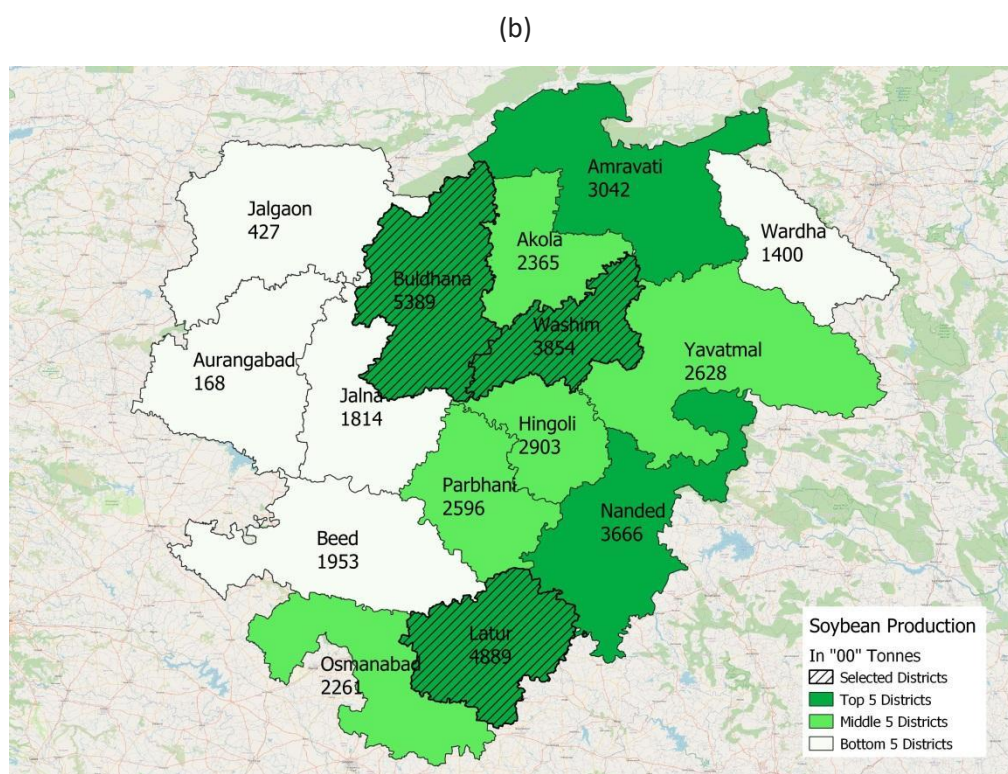 (b)
Amravati
3042
Jalgaon
427
Wardha
1400
Akola
2365
Buldhana
5389
Washim
3854
Aurangabad
168
Yavatmal
2628
Jalna
1814
Hingoli
2903
Parbhani
2596
Nanded
3666
Beed
1953
Latur
4889
Osmanabad
2261
Soybean Production
In "00" Tonnes
Selected Districts
Top 5 Districts
Middle 5 Districts
Bottom 5 Districts